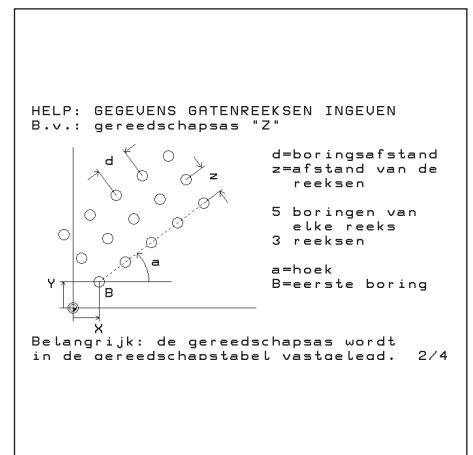 HELP: GEGEVENS GATENREEKSEN INGEVEN
B.v.: gereedschapsas "Z"
d
z
d=boringsafstand
z=afstand van de
reeksen
5 boringen van
elke reeks
3 reeksen
a
a=hoek
B=eerste boring
Y
B
X
Belangrijk: de gereedschapsas wordt
in de gereedschapstabel vastgelegd. 2/4